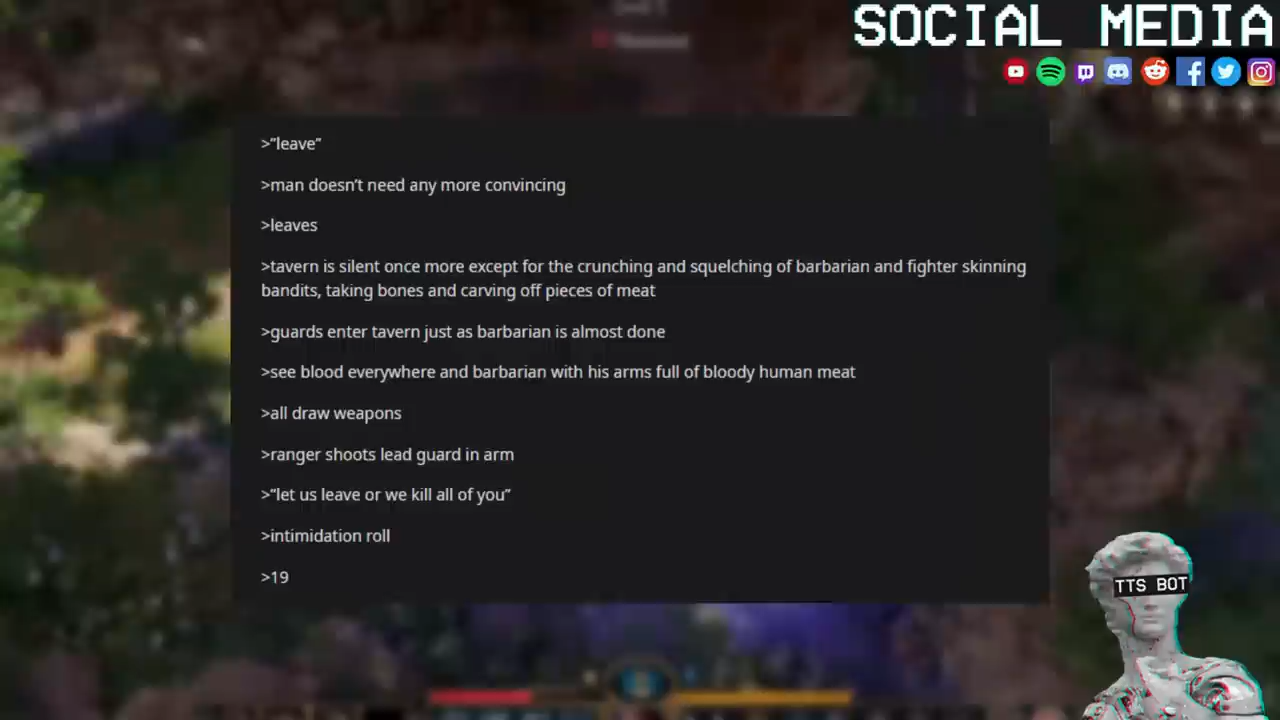 SOCIAL MEDIA
>"leave"
>man doesn't need any more convincing
>leaves
>tavern is silent once more except for the crunching and squelching of barbarian and fighter skinning
bandits, taking bones and carving off pieces of meat
>guards enter tavern just as barbarian is almost done
>see blood everywhere and barbarian with his arms full of bloody human meat
>all draw weapons
>ranger shoots lead guard in arm
>"let us leave or we kill all of you"
>intimidation roll
>19
TTS BOT